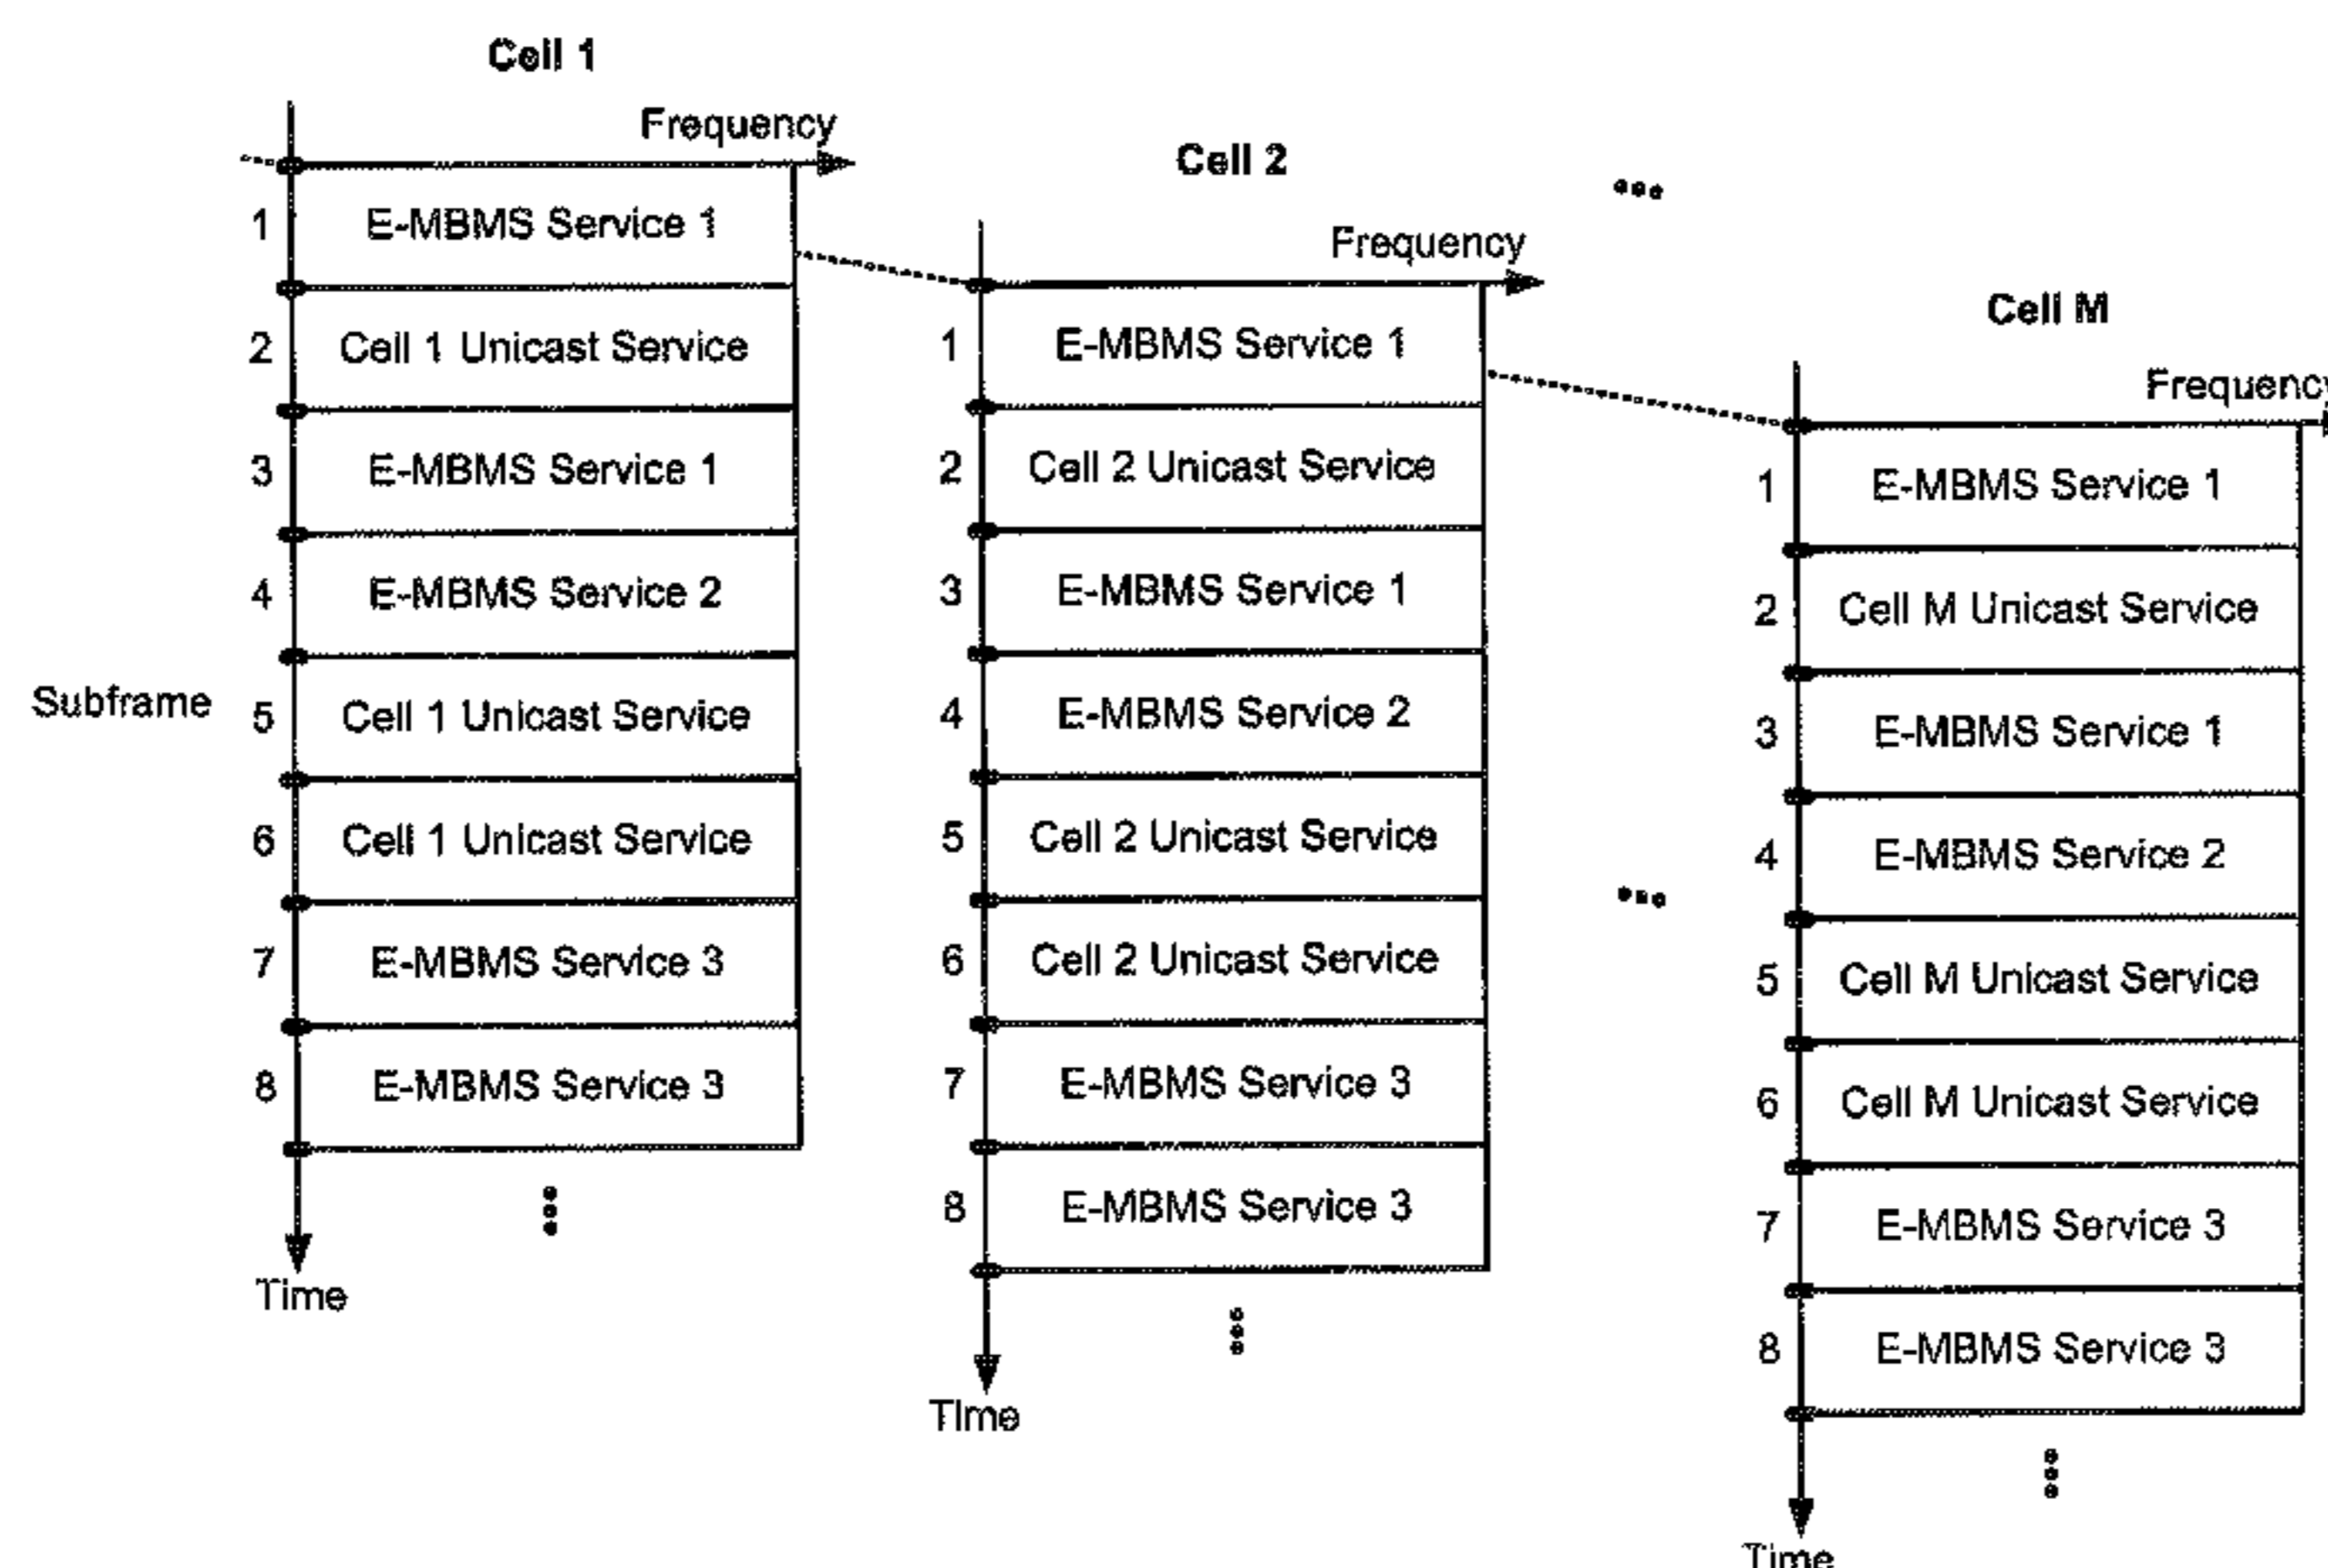 Cell 1
Frequency
1 E-MBMS Service 1
2 Cell 1 Unicast Service
3 E-MBMS Service 1
4 E-MBMS Service 2
Subframe
5 Cell 1 Unicast Service
6 Cell 1 Unicast Service
7 E-MBMS Service 3
8 E-MBMS Service 3
Time
Cell 2
Frequency
1 E-MBMS Service 1
2 Cell 2 Unicast Service
3 E-MBMS Service 1
4 E-MBMS Service 2
5 Cell 2 Unicast Service
6 Cell 2 Unicast Service
7 E-MBMS Service 3
8 E-MBMS Service 3
Time
Cell M
Frequency
1 E-MBMS Service 1
2 Cell M Unicast Service
3 E-MBMS Service 1
4 E-MBMS Service 2
5 Cell M Unicast Service
6 Cell M Unicast Service
7 E-MBMS Service 3
8 E-MBMS Service 3
Time